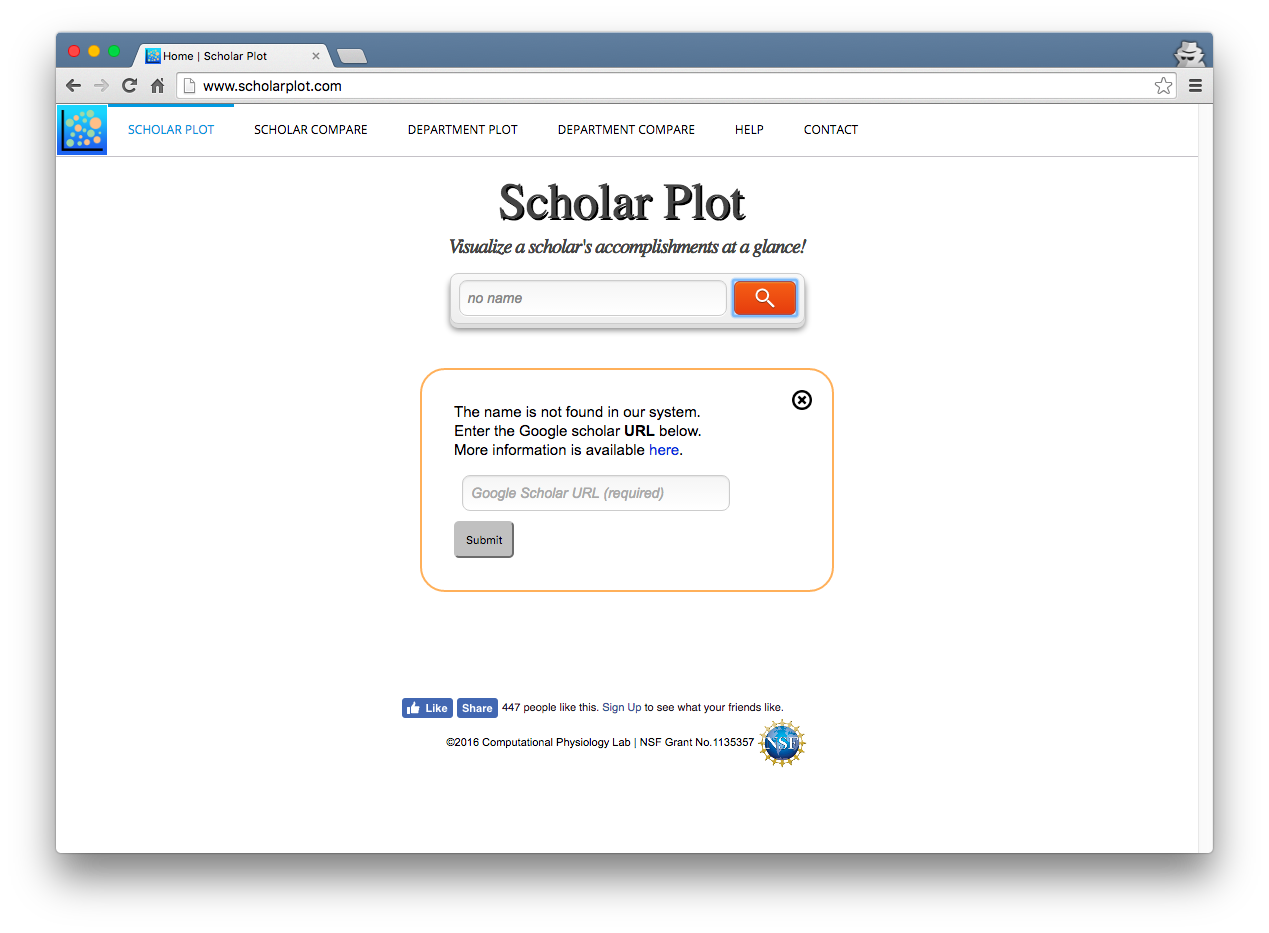 Home | Scholar Plot
www.scholarplot.com
SCHOLAR PLOT SCHOLAR COMPARE DEPARTMENT PLOT DEPARTMENT COMPARE HELP CONTACT
Scholar Plot
Visualize a scholar's accomplishments at a glance!
no name
The name is not found in our system.
Enter the Google scholar URL below.
More information is available here.
Google Scholar URL (required)
Submit
Like Share 447 people like this. Sign Up to see what your friends like.
©2016 Computational Physiology Lab | NSF Grant No.1135357 NSF